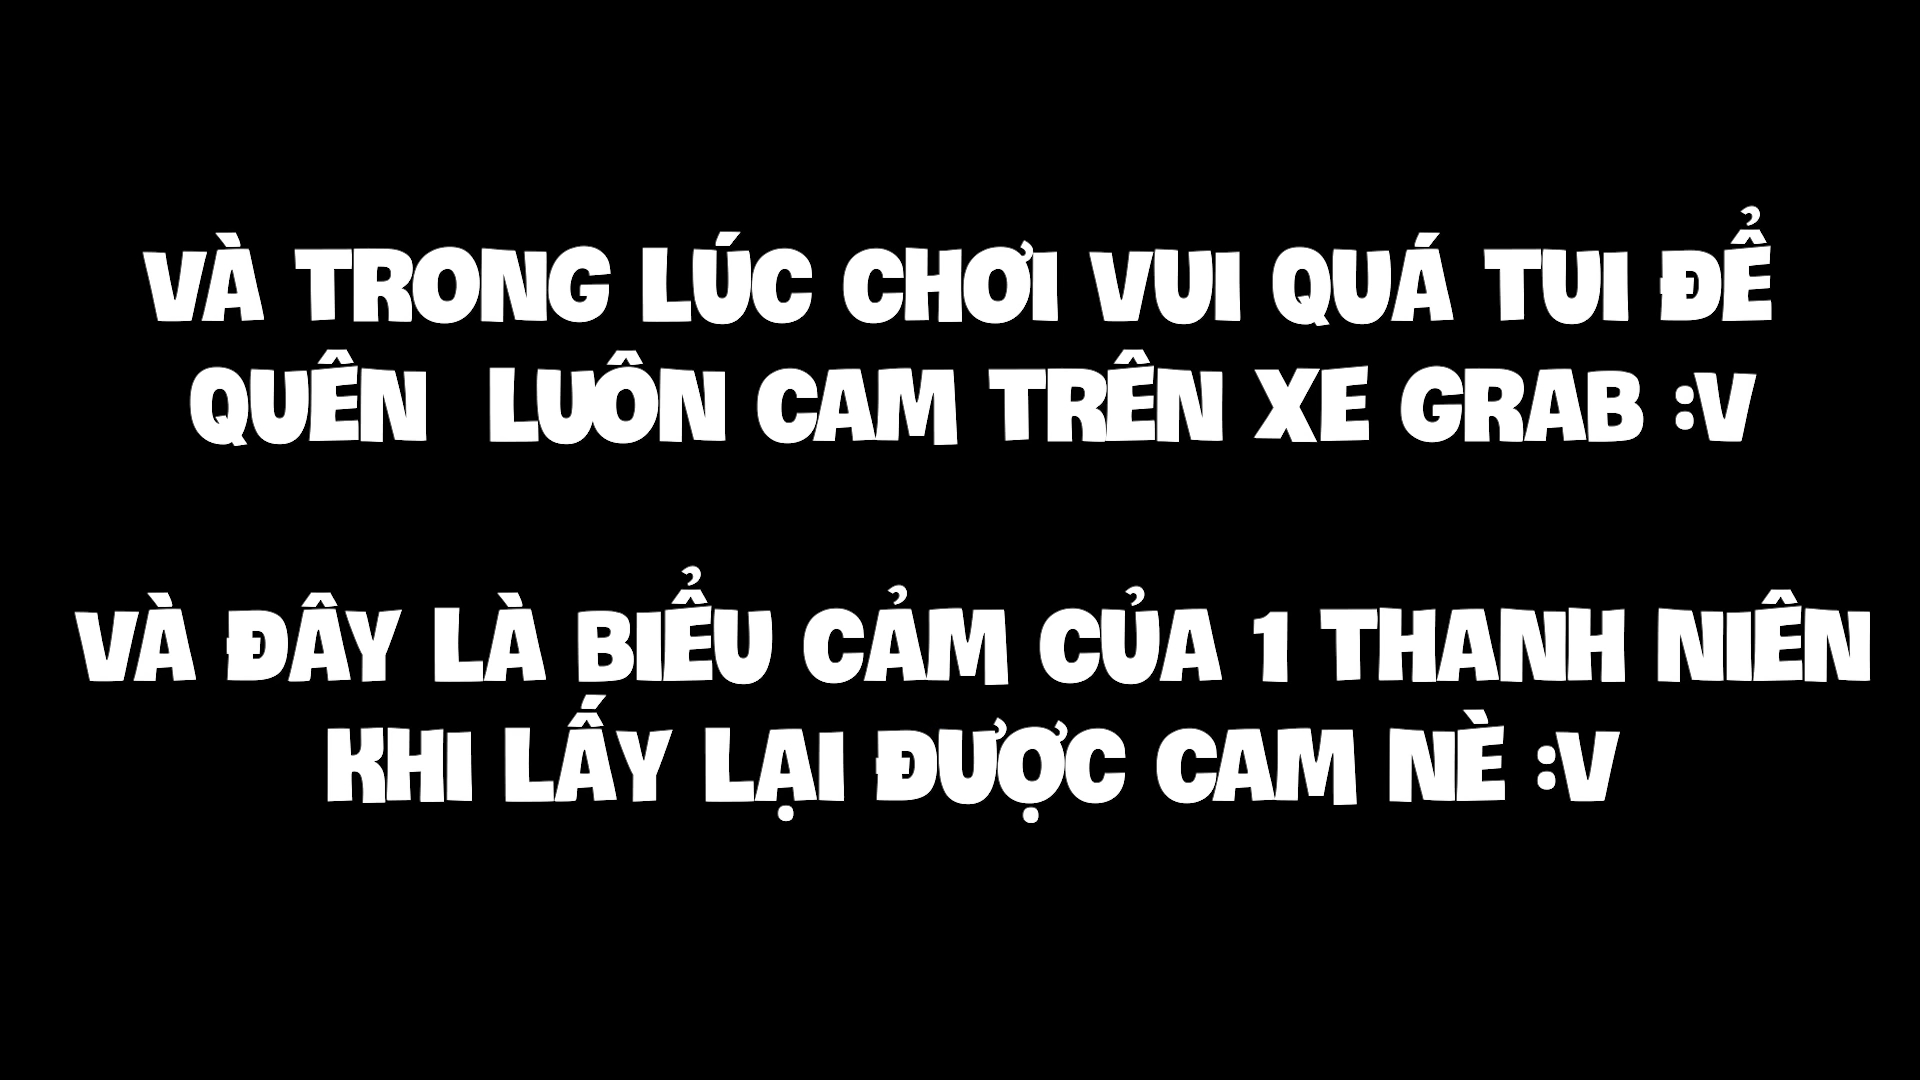 VÀ TRONG LÚC CHƠI VUI QUÁ TUI ĐỂ
QUÊN  LUÔN CAM TRÊN XE GRAB :V
VÀ ĐÂY LÀ BIỂU CẢM CỦA 1 THANH NIÊN
KHI LẤY LẠI ĐƯỢC CAM NÈ :V